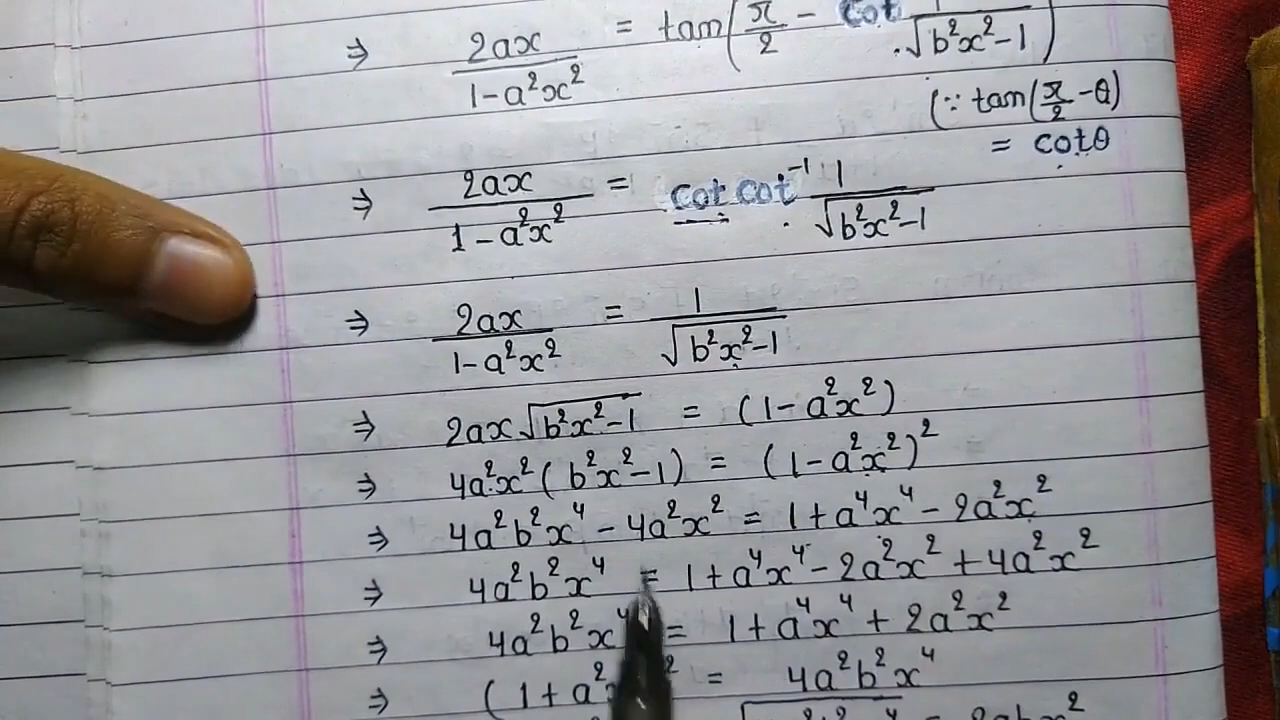 ⇒ 2ax / (1-a²x²) = tan(π/2 - cot 1/√(b²x²-1))
(∵ tan(π/2 - θ)
= cotθ
⇒ 2ax / (1-a²x²) = cot cot⁻¹ 1/√(b²x²-1)
⇒ 2ax / (1-a²x²) = 1/√(b²x²-1)
⇒ 2ax√(b²x²-1) = (1-a²x²)
⇒ 4a²x²(b²x²-1) = (1-a²x²)²
⇒ 4a²b²x⁴ - 4a²x² = 1+a⁴x⁴ - 2a²x²
⇒ 4a²b²x⁴ = 1+a⁴x⁴ - 2a²x² + 4a²x²
⇒ 4a²b²x⁴ = 1+a⁴x⁴ + 2a²x²
⇒ (1+a² ² = 4a²b²x⁴